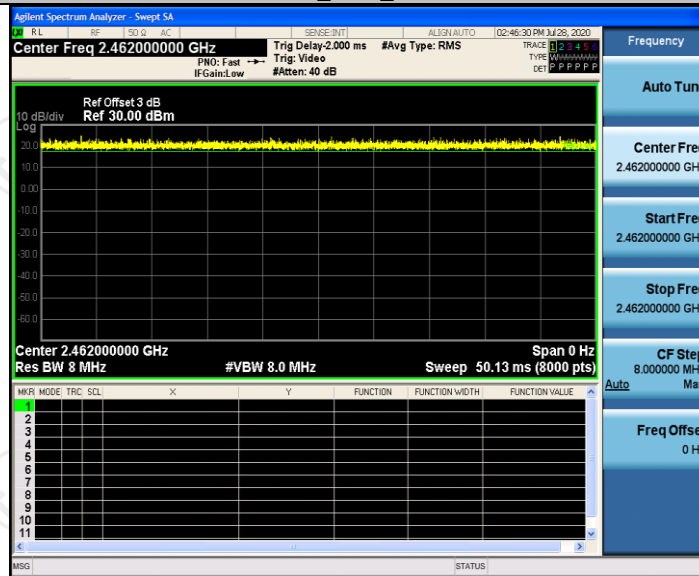 Agilent Spectrum Analyzer - Swept SA
RL RF 50 Ω AC SENSE:INT ALIGN AUTO 02:46:30 PM Jul 28, 2020
Center Freq 2.462000000 GHz
PNO: Fast
IFGain:Low
Trig Delay-2.000 ms
Trig: Video
#Atten: 40 dB
#Avg Type: RMS
TRACE 1 2 3 4 5 6
TYPE W
DET P P P P P P
Ref Offset 3 dB
10 dB/div Ref 30.00 dBm
Log
20.0
10.0
0.00
-10.0
-20.0
-30.0
-40.0
-50.0
-60.0
Center 2.462000000 GHz Span 0 Hz
Res BW 8 MHz #VBW 8.0 MHz Sweep 50.13 ms (8000 pts)
MKR MODE TRC SCL X Y FUNCTION FUNCTION WIDTH FUNCTION VALUE
1
2
3
4
5
6
7
8
9
10
11
MSG STATUS
Frequency
Auto Tun
Center Fre
2.462000000 GH
Start Fre
2.462000000 GH
Stop Fre
2.462000000 GH
CF Ste
8.000000 MH
Auto Ma
Freq Offse
0 H